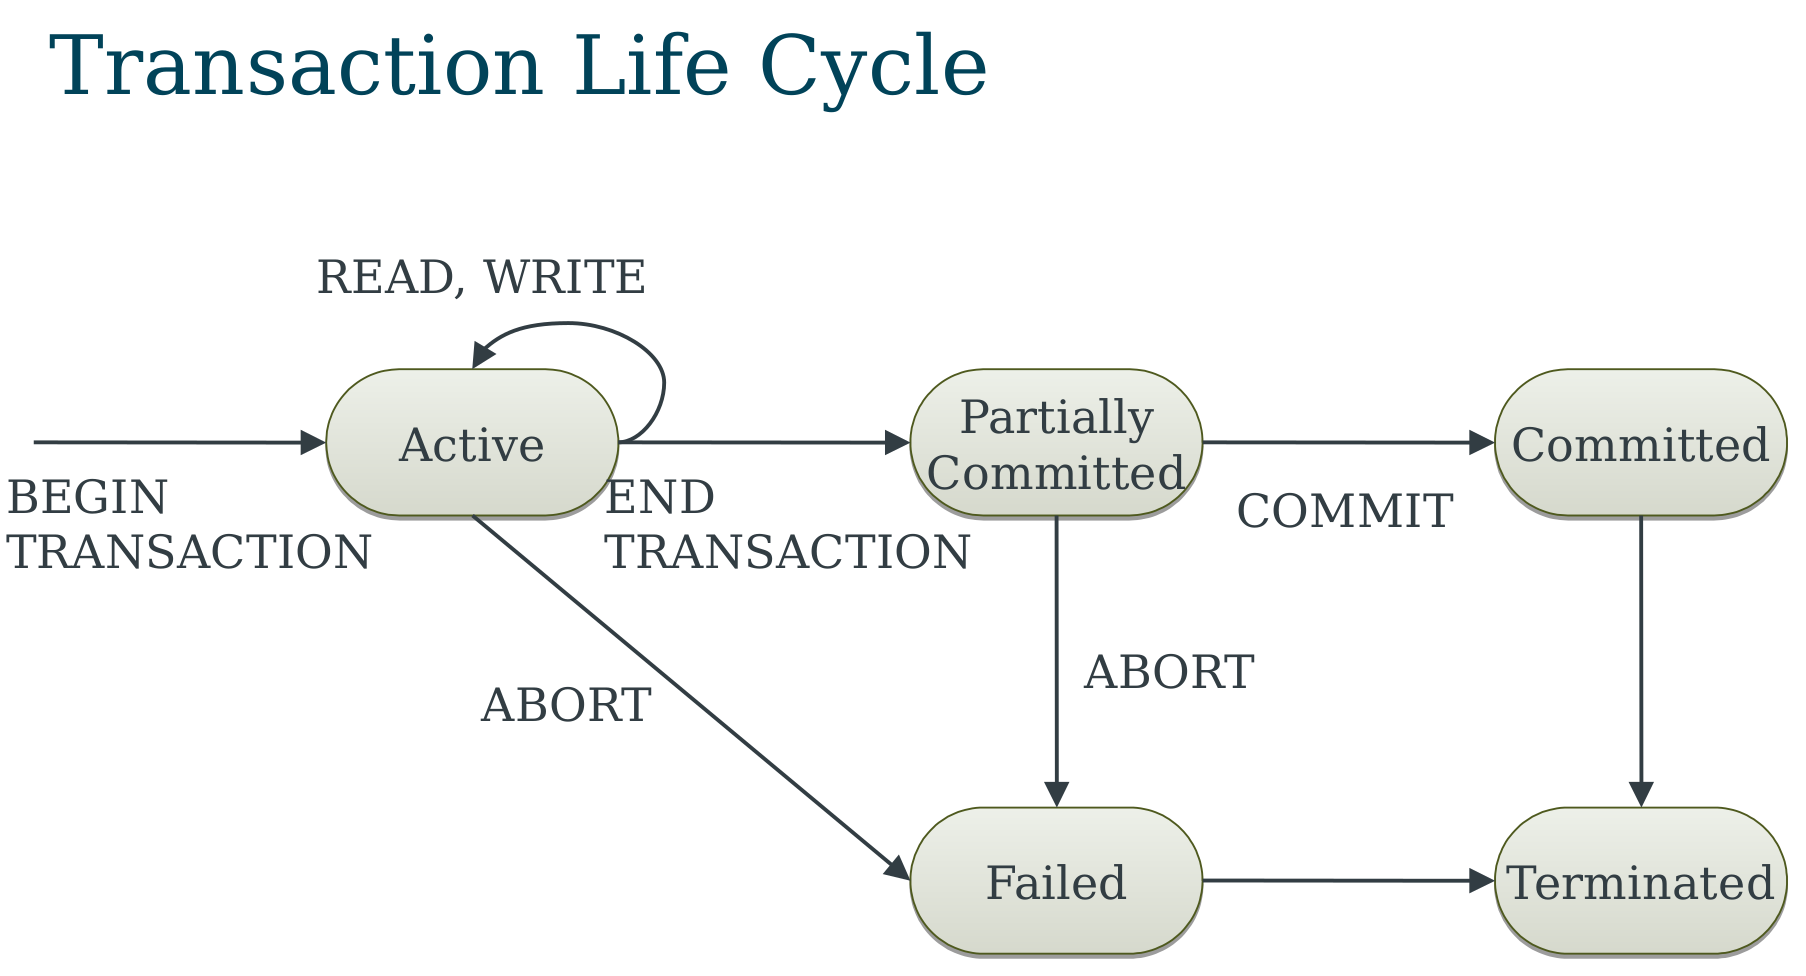 Transaction Life Cycle
READ, WRITE
Active
Partially
Committed
Committed
BEGIN
TRANSACTION
END
TRANSACTION
COMMIT
ABORT
ABORT
Failed
Terminated